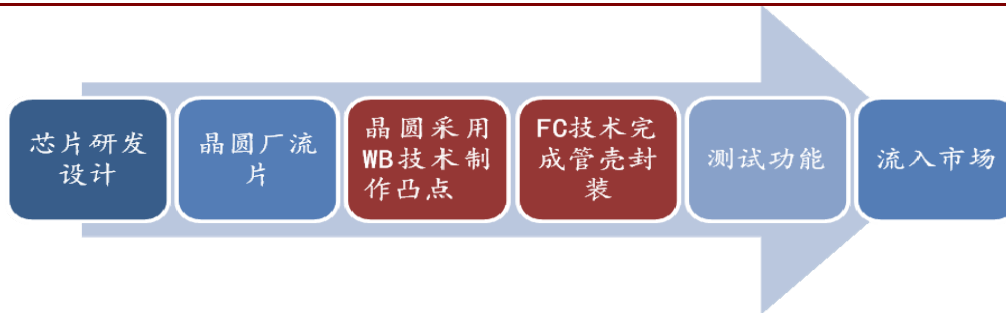 芯片研发
设计
晶圆厂流
片
晶圆采用
WB技术制
作凸点
FC技术完
成管壳封
装
测试功能
流入市场